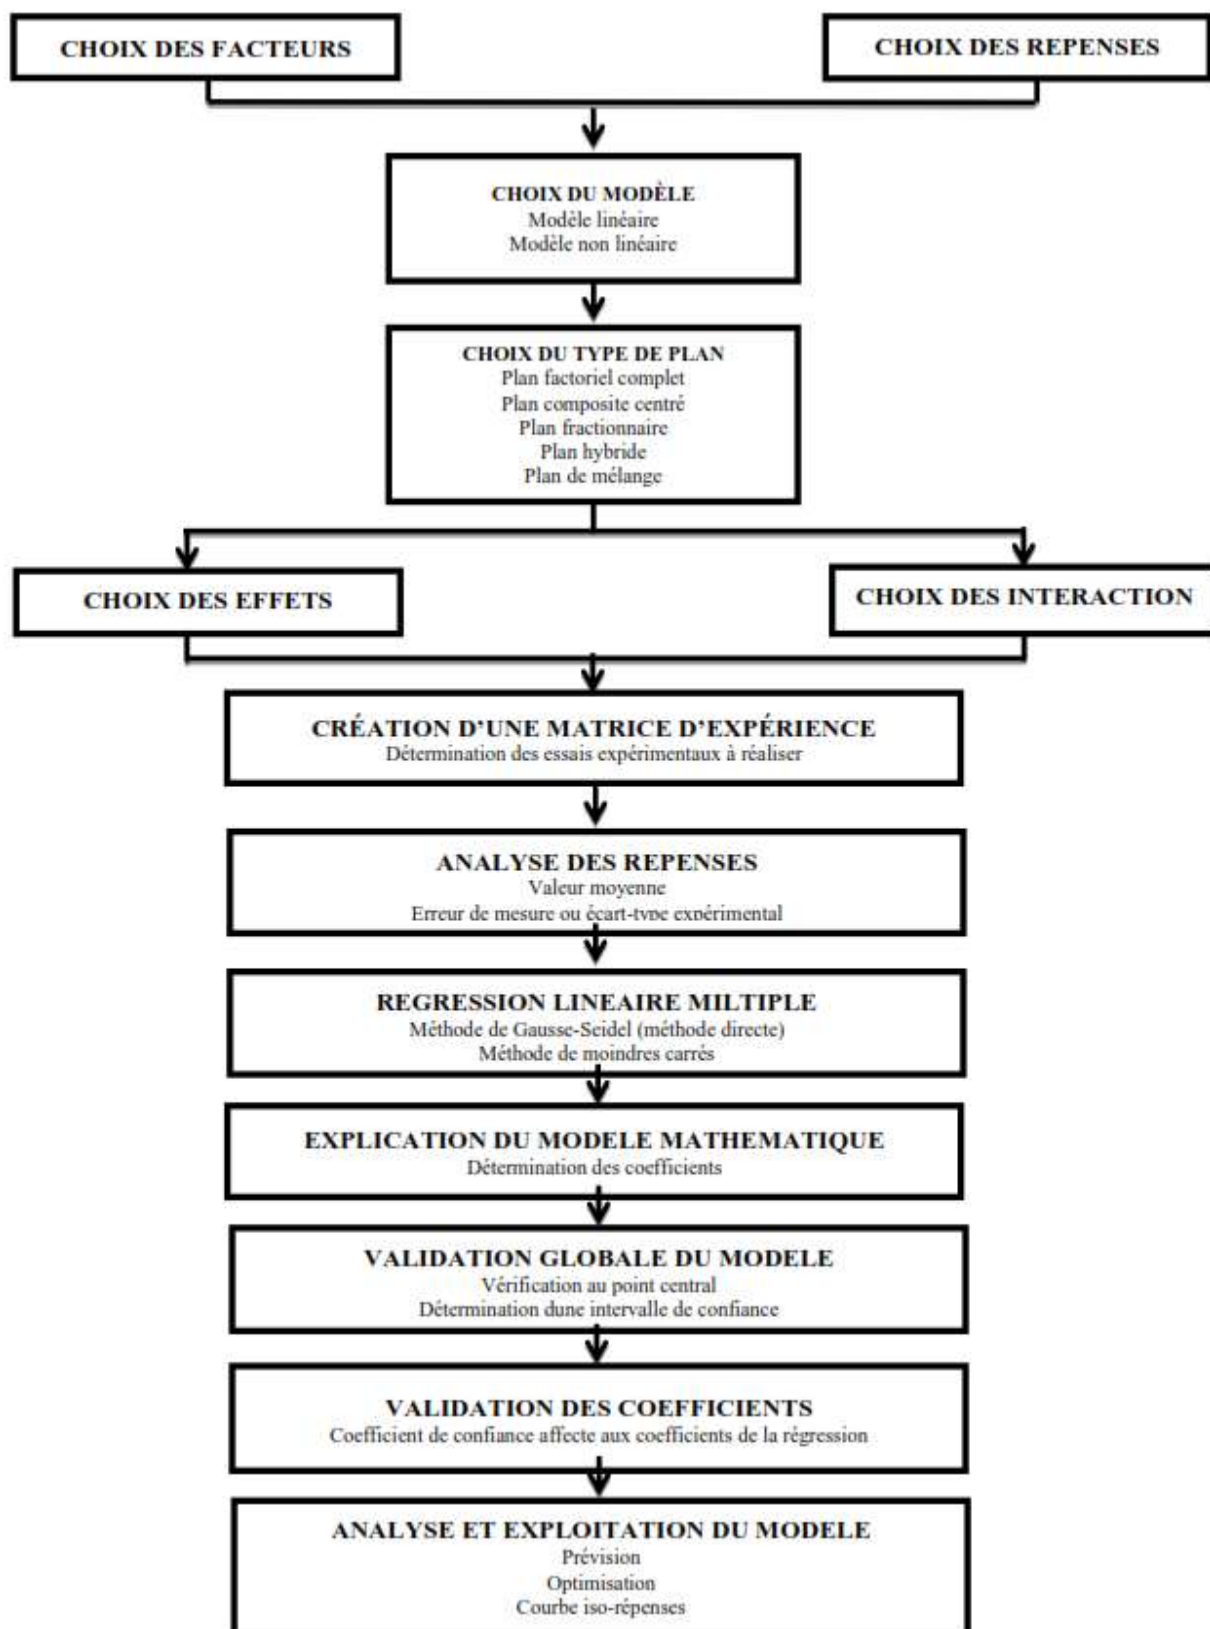 CHOIX DES FACTEURS
CHOIX DES REPENSES
CHOIX DU MODÈLE
Modèle linéaire
Modèle non linéaire
CHOIX DU TYPE DE PLAN
Plan factoriel complet
Plan composite centré
Plan fractionnaire
Plan hybride
Plan de mélange
CHOIX DES EFFETS
CHOIX DES INTERACTION
CRÉATION D'UNE MATRICE D'EXPÉRIENCE
Détermination des essais expérimentaux à réaliser
ANALYSE DES REPENSES
Valeur moyenne
Erreur de mesure ou écart-type expérimental
REGRESSION LINEAIRE MILTIPLE
Méthode de Gausse-Seidel (méthode directe)
Méthode de moindres carrés
EXPLICATION DU MODELE MATHEMATIQUE
Détermination des coefficients
VALIDATION GLOBALE DU MODELE
Vérification au point central
Détermination dune intervalle de confiance
VALIDATION DES COEFFICIENTS
Coefficient de confiance affecte aux coefficients de la régression
ANALYSE ET EXPLOITATION DU MODELE
Prévision
Optimisation
Courbe iso-répenses